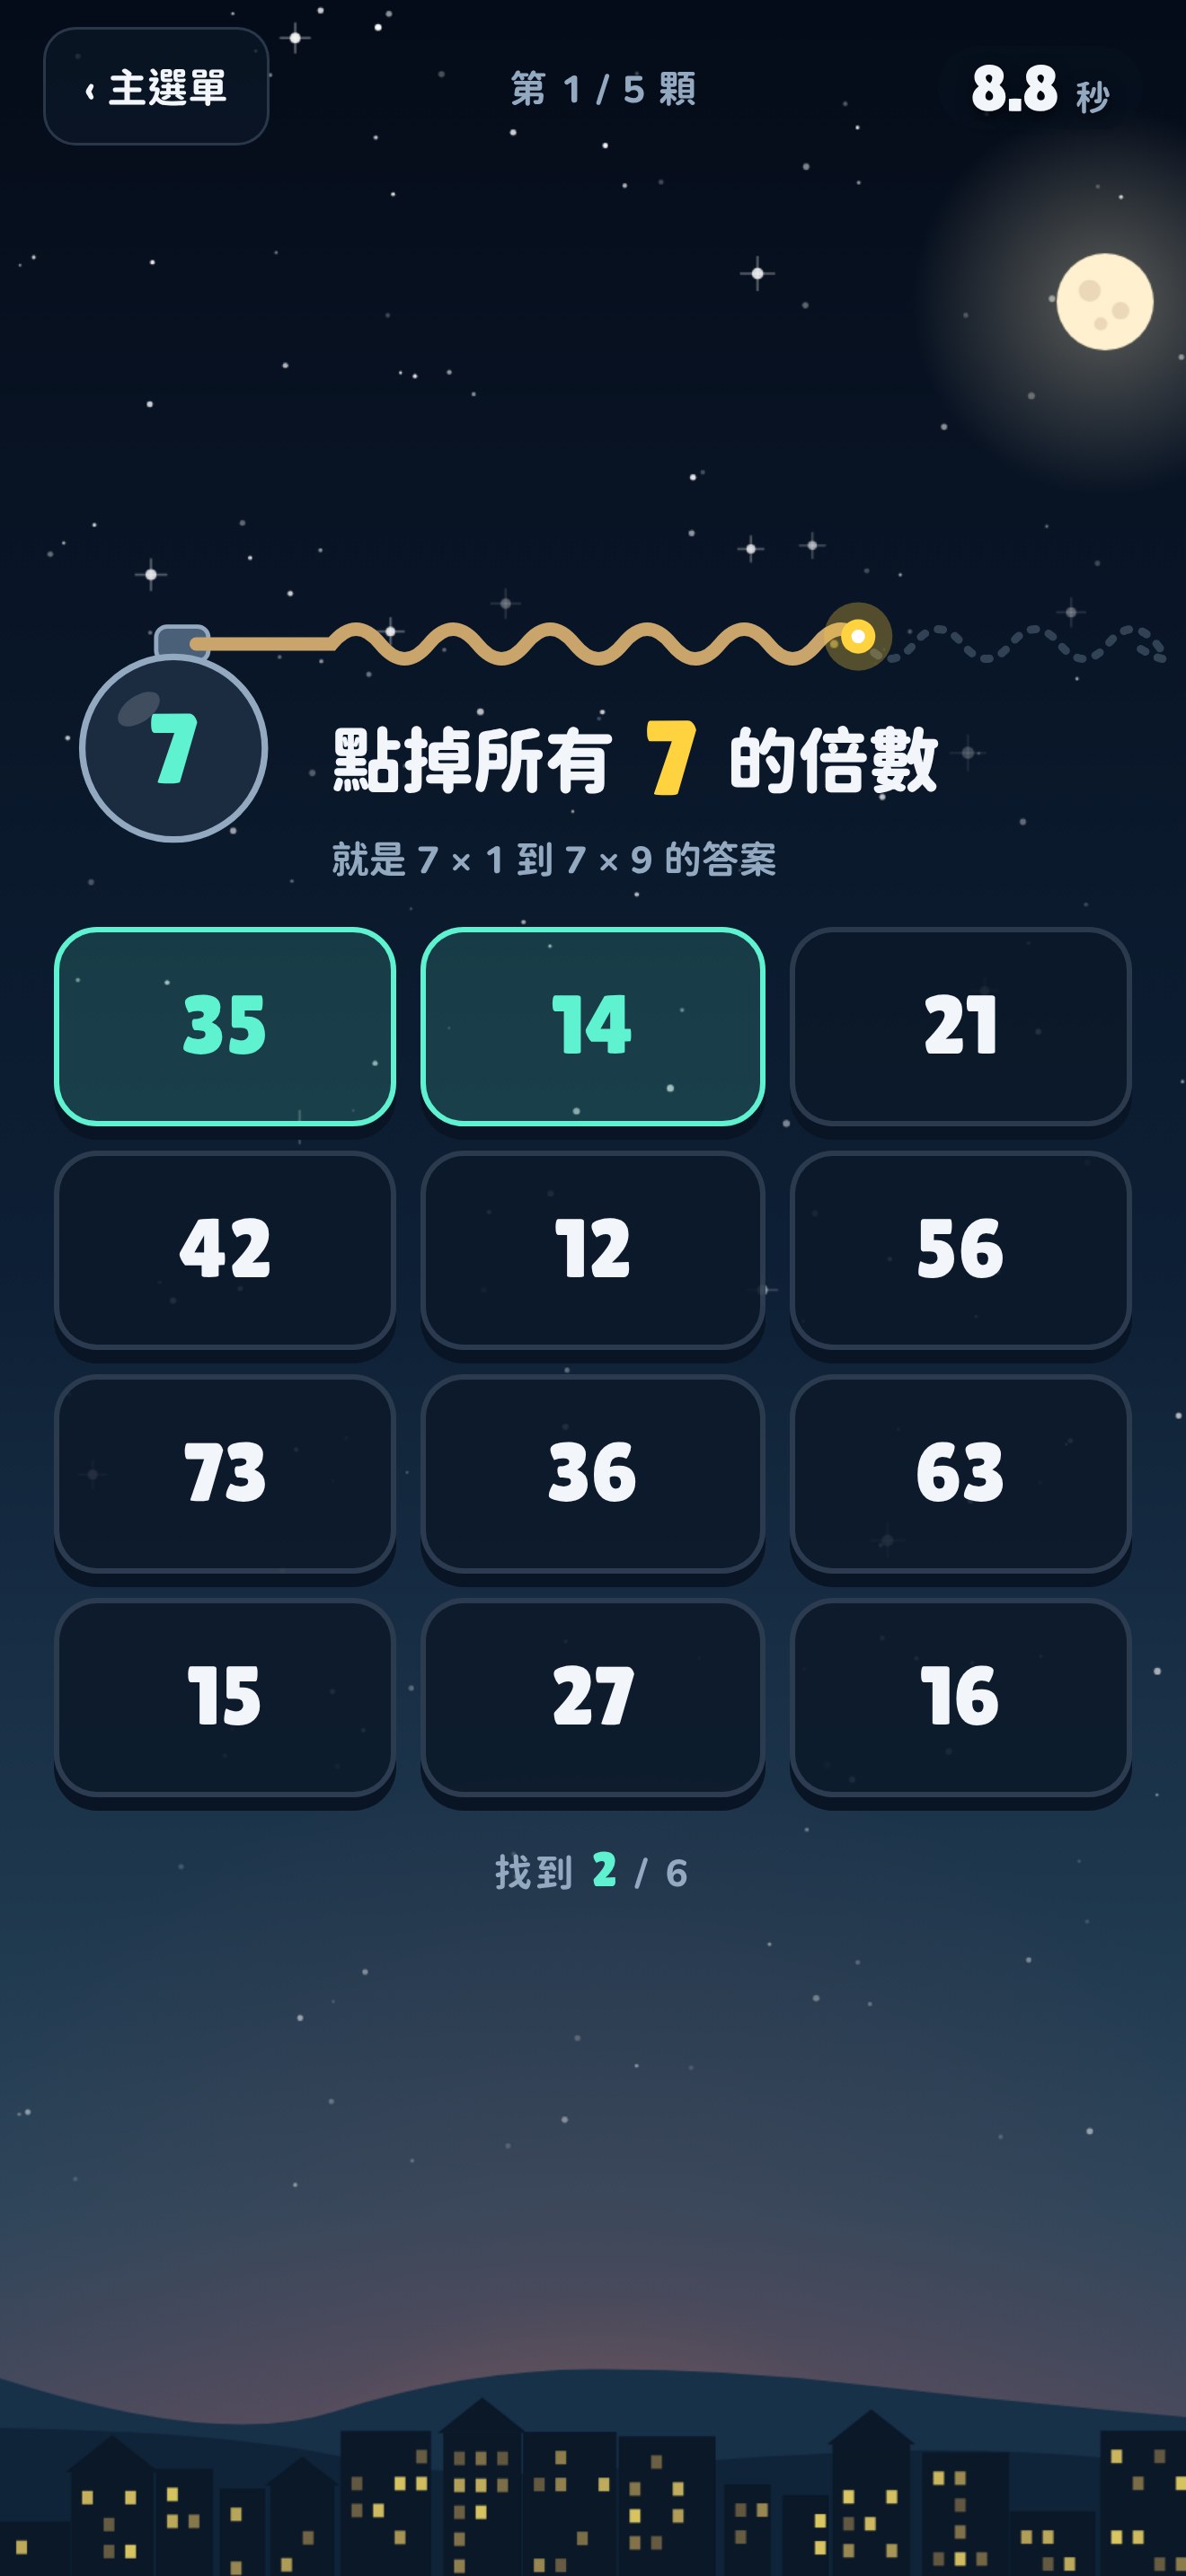 ‹ 主選單
第 1 / 5 顆
8.8 秒
7
點掉所有 7 的倍數
就是 7 × 1 到 7 × 9 的答案
35 14 21
42 12 56
73 36 63
15 27 16
找到 2 / 6